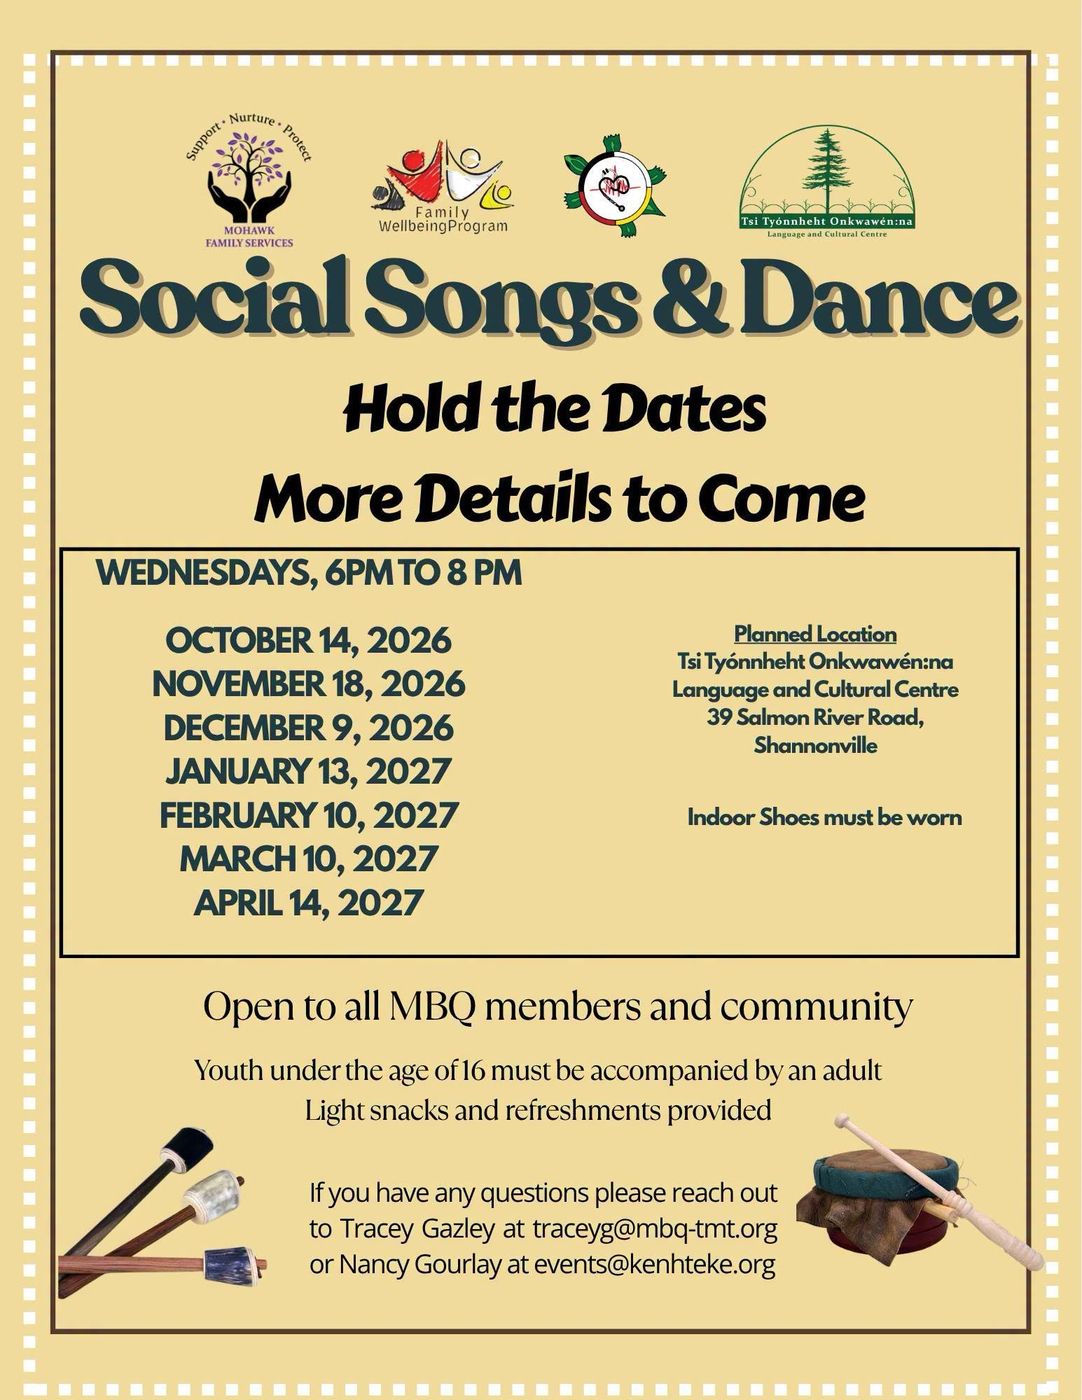 Support • Nurture • Protect
MOHAWK
FAMILY SERVICES
Family
WellbeingProgram
Tsi Tyónnheht Onkwawén:na
Language and Cultural Centre
Social Songs & Dance
Hold the Dates
More Details to Come
WEDNESDAYS, 6PM TO 8 PM
OCTOBER 14, 2026
NOVEMBER 18, 2026
DECEMBER 9, 2026
JANUARY 13, 2027
FEBRUARY 10, 2027
MARCH 10, 2027
APRIL 14, 2027
Planned Location
Tsi Tyónnheht Onkwawén:na
Language and Cultural Centre
39 Salmon River Road,
Shannonville
Indoor Shoes must be worn
Open to all MBQ members and community
Youth under the age of 16 must be accompanied by an adult
Light snacks and refreshments provided
If you have any questions please reach out
to Tracey Gazley at traceyg@mbq-tmt.org
or Nancy Gourlay at events@kenhteke.org